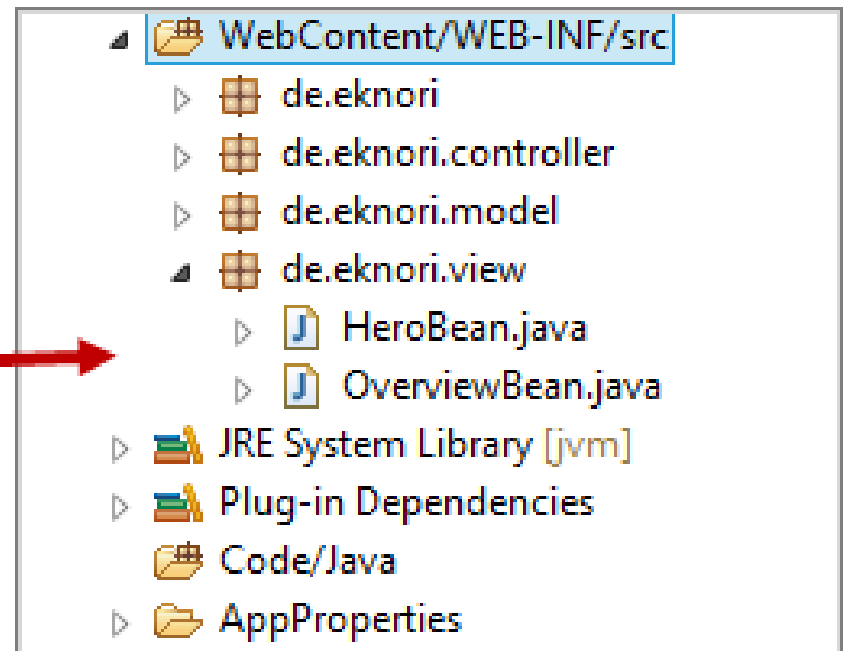 WebContent/WEB-INF/src
de.eknori
de.eknori.controller
de.eknori.model
de.eknori.view
HeroBean.java
OverviewBean.java
JRE System Library [jvm]
Plug-in Dependencies
Code/Java
AppProperties